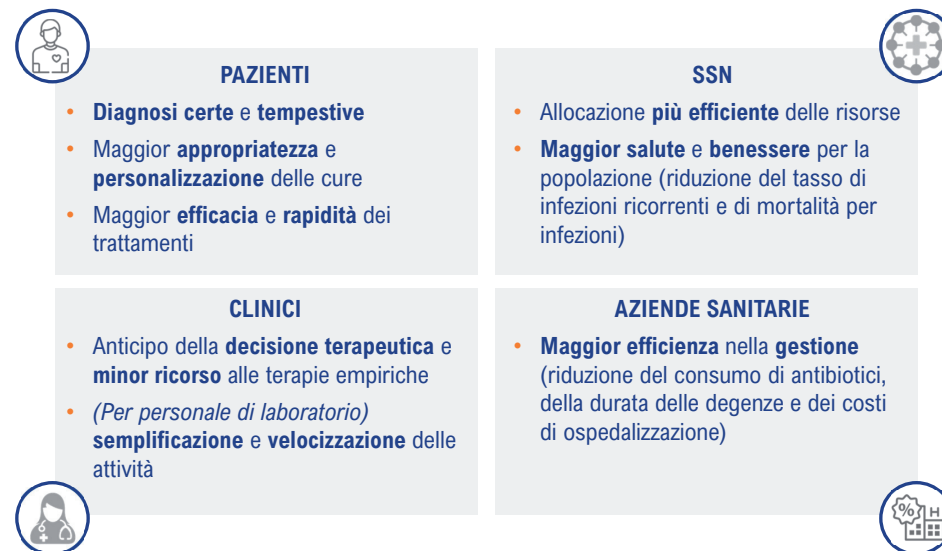 PAZIENTI
• Diagnosi certe e tempestive
• Maggior appropriatezza e
personalizzazione delle cure
• Maggior efficacia e rapidità dei
trattamenti
SSN
• Allocazione più efficiente delle risorse
• Maggior salute e benessere per la
popolazione (riduzione del tasso di
infezioni ricorrenti e di mortalità per
infezioni)
CLINICI
• Anticipo della decisione terapeutica e
minor ricorso alle terapie empiriche
• (Per personale di laboratorio)
semplificazione e velocizzazione delle
attività
AZIENDE SANITARIE
• Maggior efficienza nella gestione
(riduzione del consumo di antibiotici,
della durata delle degenze e dei costi
di ospedalizzazione)
% H